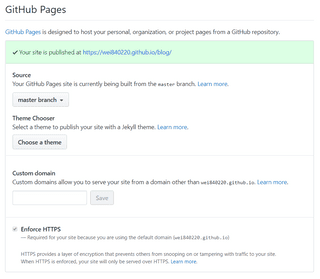 GitHub Pages
GitHub Pages is designed to host your personal, organization, or project pages from a GitHub repository.
✔ Your site is published at https://wei840220.github.io/blog/
Source
Your GitHub Pages site is currently being built from the master branch. Learn more.
master branch
Theme Chooser
Select a theme to publish your site with a Jekyll theme. Learn more.
Choose a theme
Custom domain
Custom domains allow you to serve your site from a domain other than wei840220.github.io. Learn more.
Save
Enforce HTTPS
— Required for your site because you are using the default domain (wei840220.github.io)
HTTPS provides a layer of encryption that prevents others from snooping on or tampering with traffic to your site.
When HTTPS is enforced, your site will only be served over HTTPS. Learn more.